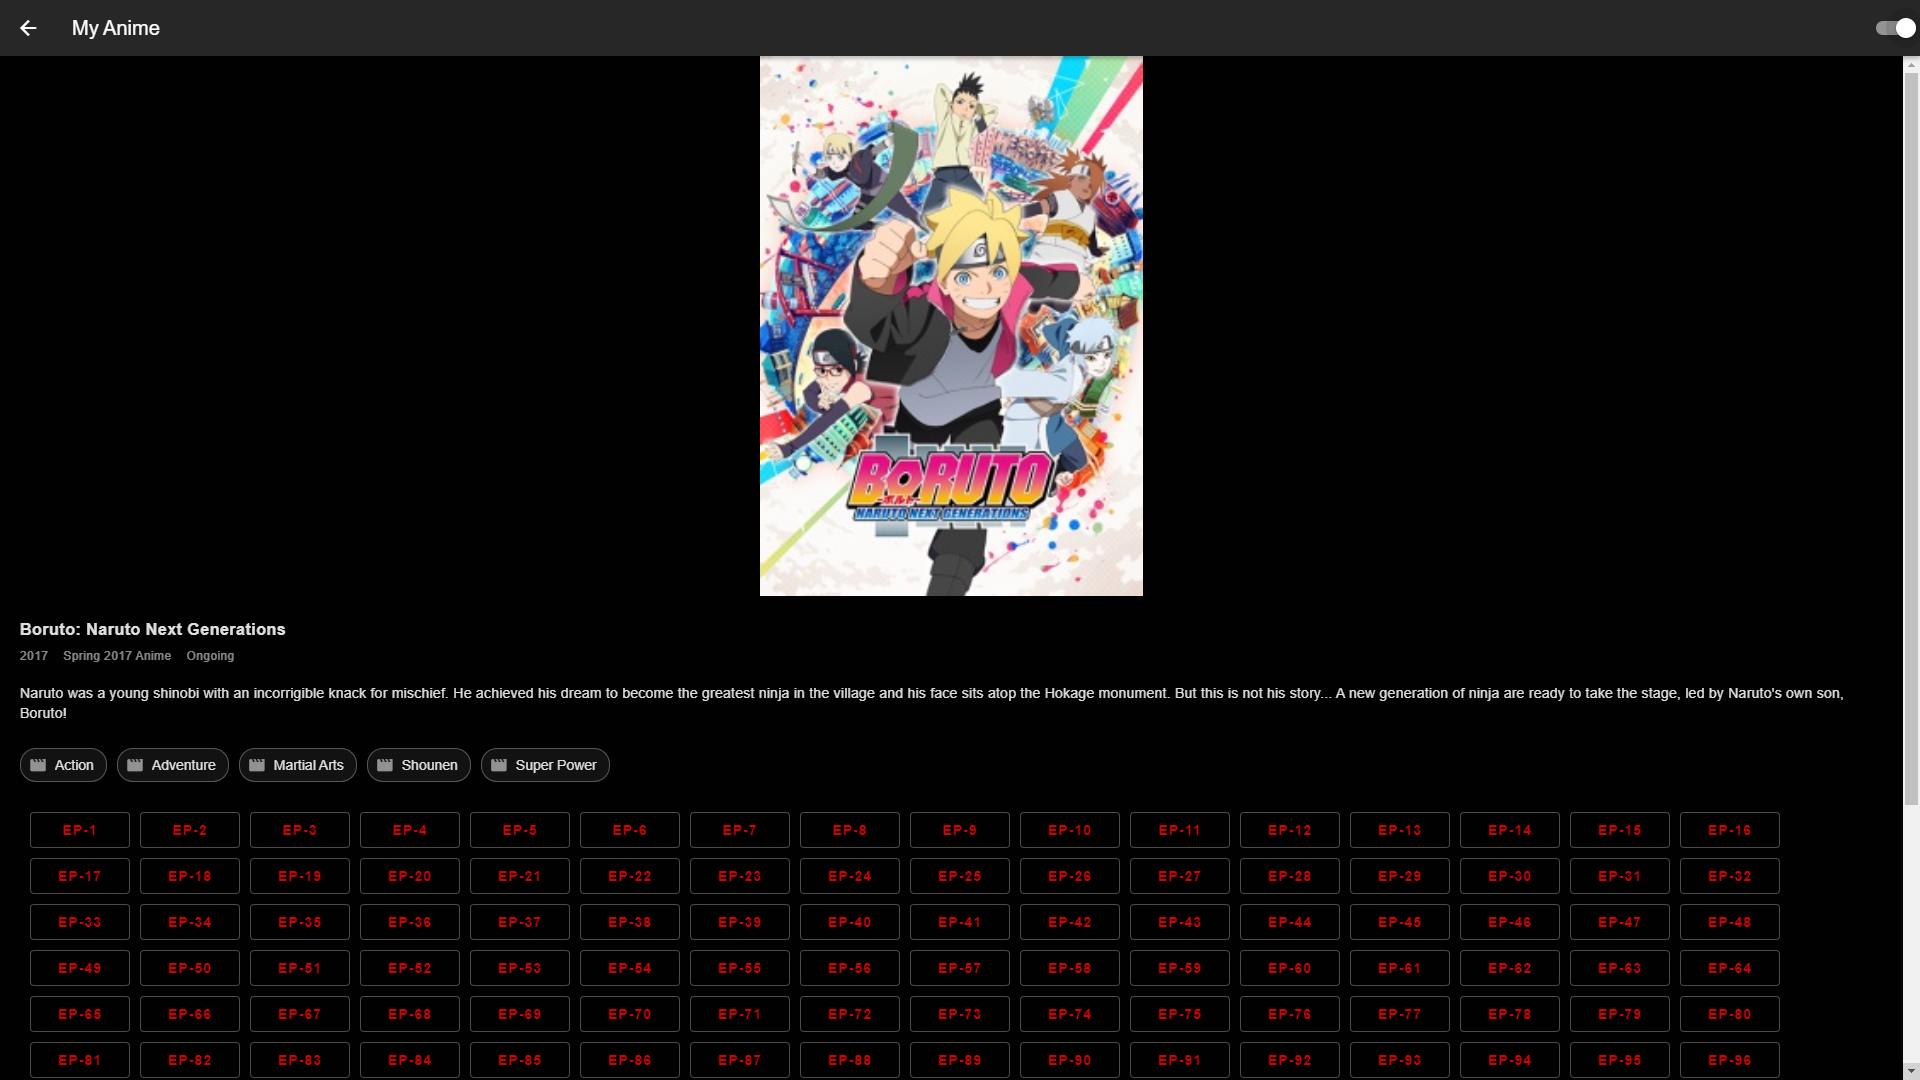 My Anime
BORUTO
-ボルト-
NARUTO NEXT GENERATIONS
Boruto: Naruto Next Generations
2017 Spring 2017 Anime Ongoing
Naruto was a young shinobi with an incorrigible knack for mischief. He achieved his dream to become the greatest ninja in the village and his face sits atop the Hokage monument. But this is not his story... A new generation of ninja are ready to take the stage, led by Naruto's own son,
Boruto!
Action Adventure Martial Arts Shounen Super Power
EP-1 EP-2 EP-3 EP-4 EP-5 EP-6 EP-7 EP-8 EP-9 EP-10 EP-11 EP-12 EP-13 EP-14 EP-15 EP-16
EP-17 EP-18 EP-19 EP-20 EP-21 EP-22 EP-23 EP-24 EP-25 EP-26 EP-27 EP-28 EP-29 EP-30 EP-31 EP-32
EP-33 EP-34 EP-35 EP-36 EP-37 EP-38 EP-39 EP-40 EP-41 EP-42 EP-43 EP-44 EP-45 EP-46 EP-47 EP-48
EP-49 EP-50 EP-51 EP-52 EP-53 EP-54 EP-55 EP-56 EP-57 EP-58 EP-59 EP-60 EP-61 EP-62 EP-63 EP-64
EP-65 EP-66 EP-67 EP-68 EP-69 EP-70 EP-71 EP-72 EP-73 EP-74 EP-75 EP-76 EP-77 EP-78 EP-79 EP-80
EP-81 EP-82 EP-83 EP-84 EP-85 EP-86 EP-87 EP-88 EP-89 EP-90 EP-91 EP-92 EP-93 EP-94 EP-95 EP-96